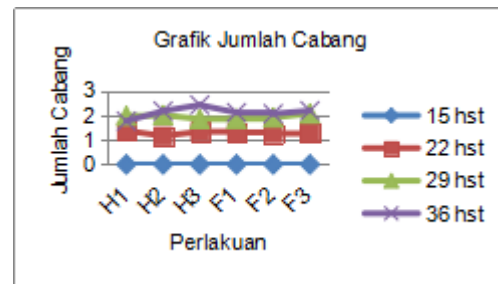 Grafik Jumlah Cabang
Jumlah Cabang
3
2
1
0
H1 H2 H3 F1 F2 F3
Perlakuan
15 hst
22 hst
29 hst
36 hst